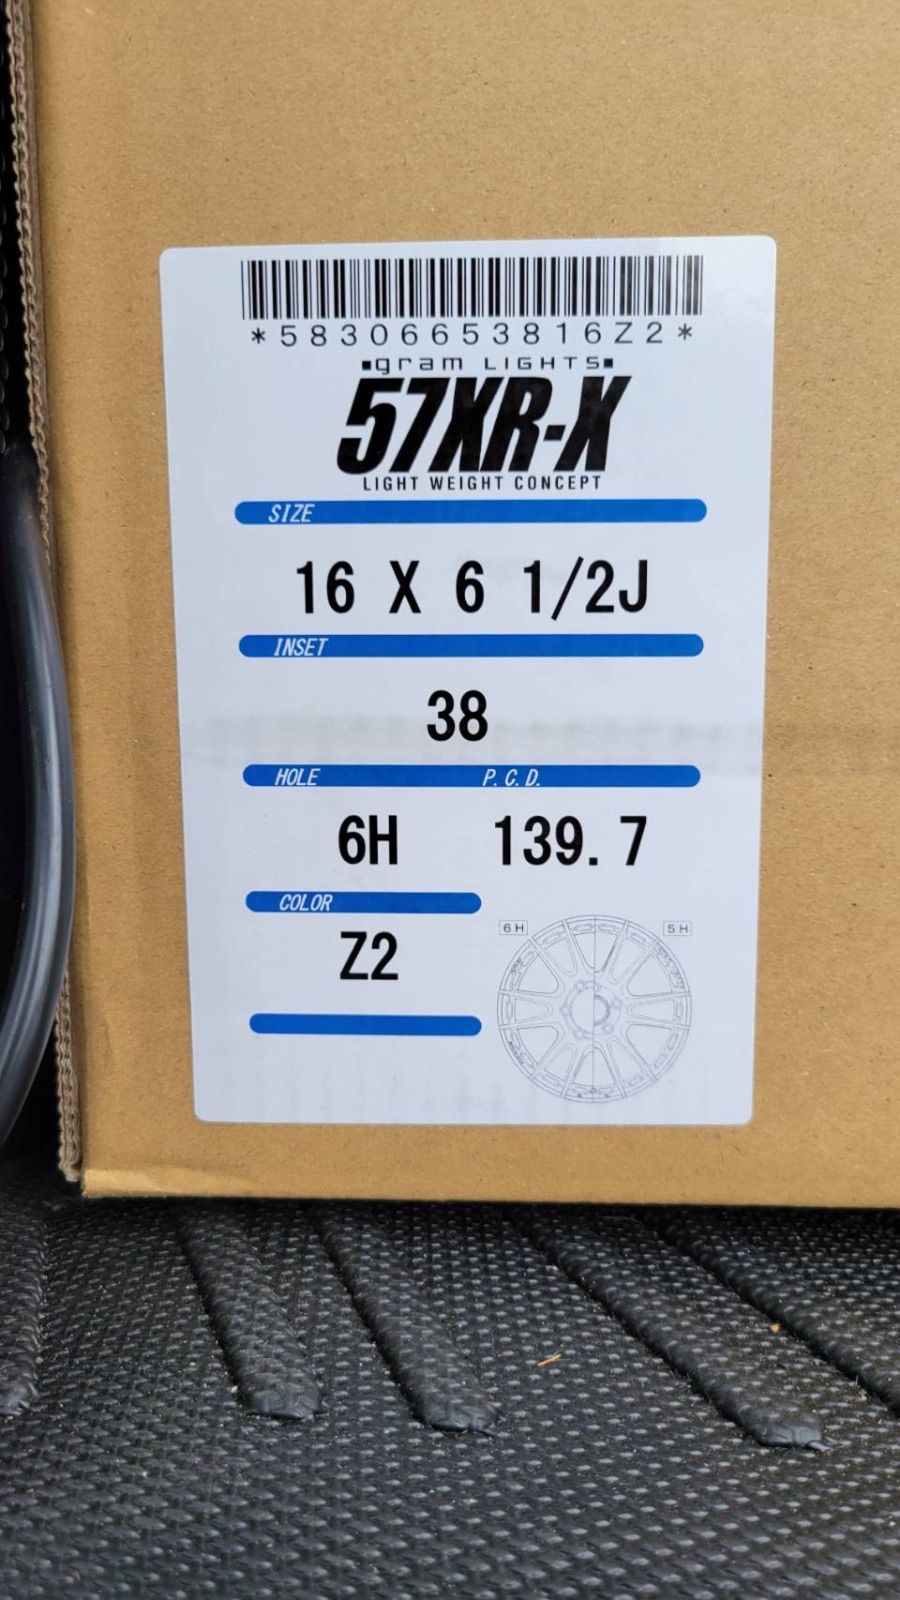 *58306653816Z2*
gram LIGHTS
57XR-X
LIGHT WEIGHT CONCEPT
SIZE
16 X 6 1/2J
INSET
38
HOLE P.C.D.
6H 139.7
COLOR
Z2
6H 5H